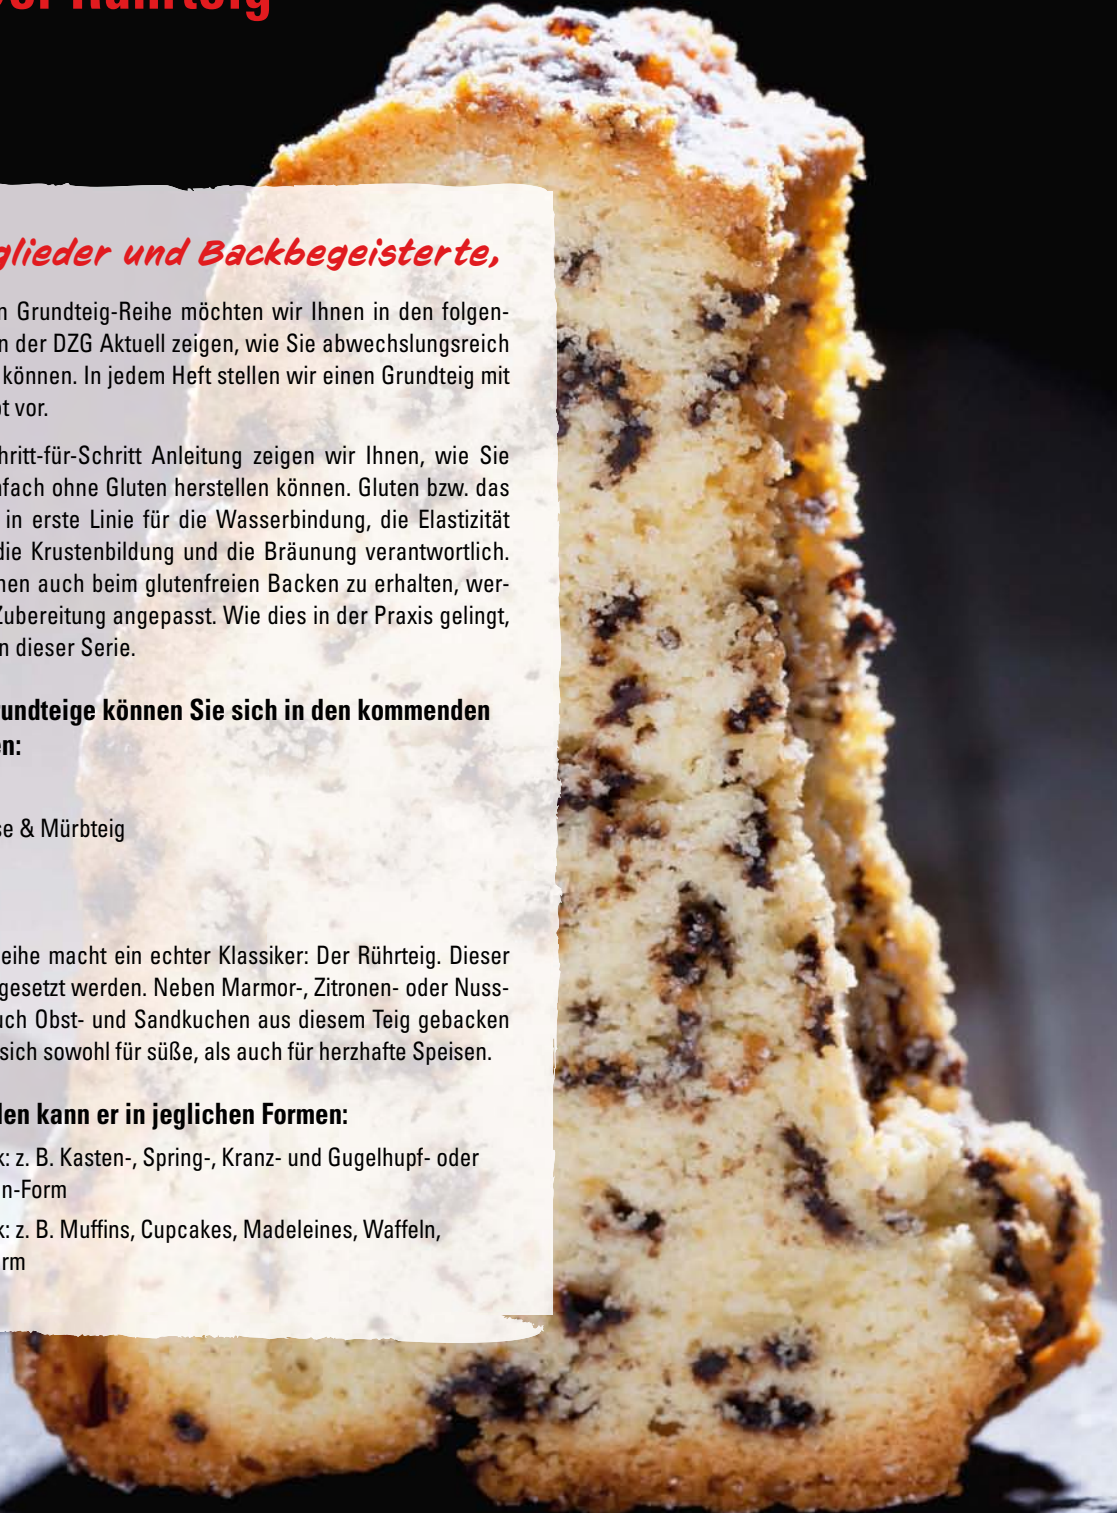 Rührteig
glieder und Backbegeisterte,
n Grundteig-Reihe möchten wir Ihnen in den folgen-
n der DZG Aktuell zeigen, wie Sie abwechslungsreich
können. In jedem Heft stellen wir einen Grundteig mit
pt vor.
hritt-für-Schritt Anleitung zeigen wir Ihnen, wie Sie
nfach ohne Gluten herstellen können. Gluten bzw. das
in erste Linie für die Wasserbindung, die Elastizität
die Krustenbildung und die Bräunung verantwortlich.
nen auch beim glutenfreien Backen zu erhalten, wer-
Zubereitung angepasst. Wie dies in der Praxis gelingt,
n dieser Serie.
rundteige können Sie sich in den kommenden
en:
se & Mürbteig
eihe macht ein echter Klassiker: Der Rührteig. Dieser
gesetzt werden. Neben Marmor-, Zitronen- oder Nuss-
uch Obst- und Sandkuchen aus diesem Teig gebacken
sich sowohl für süße, als auch für herzhafte Speisen.
den kann er in jeglichen Formen:
k: z. B. Kasten-, Spring-, Kranz- und Gugelhupf- oder
n-Form
k: z. B. Muffins, Cupcakes, Madeleines, Waffeln,
rm